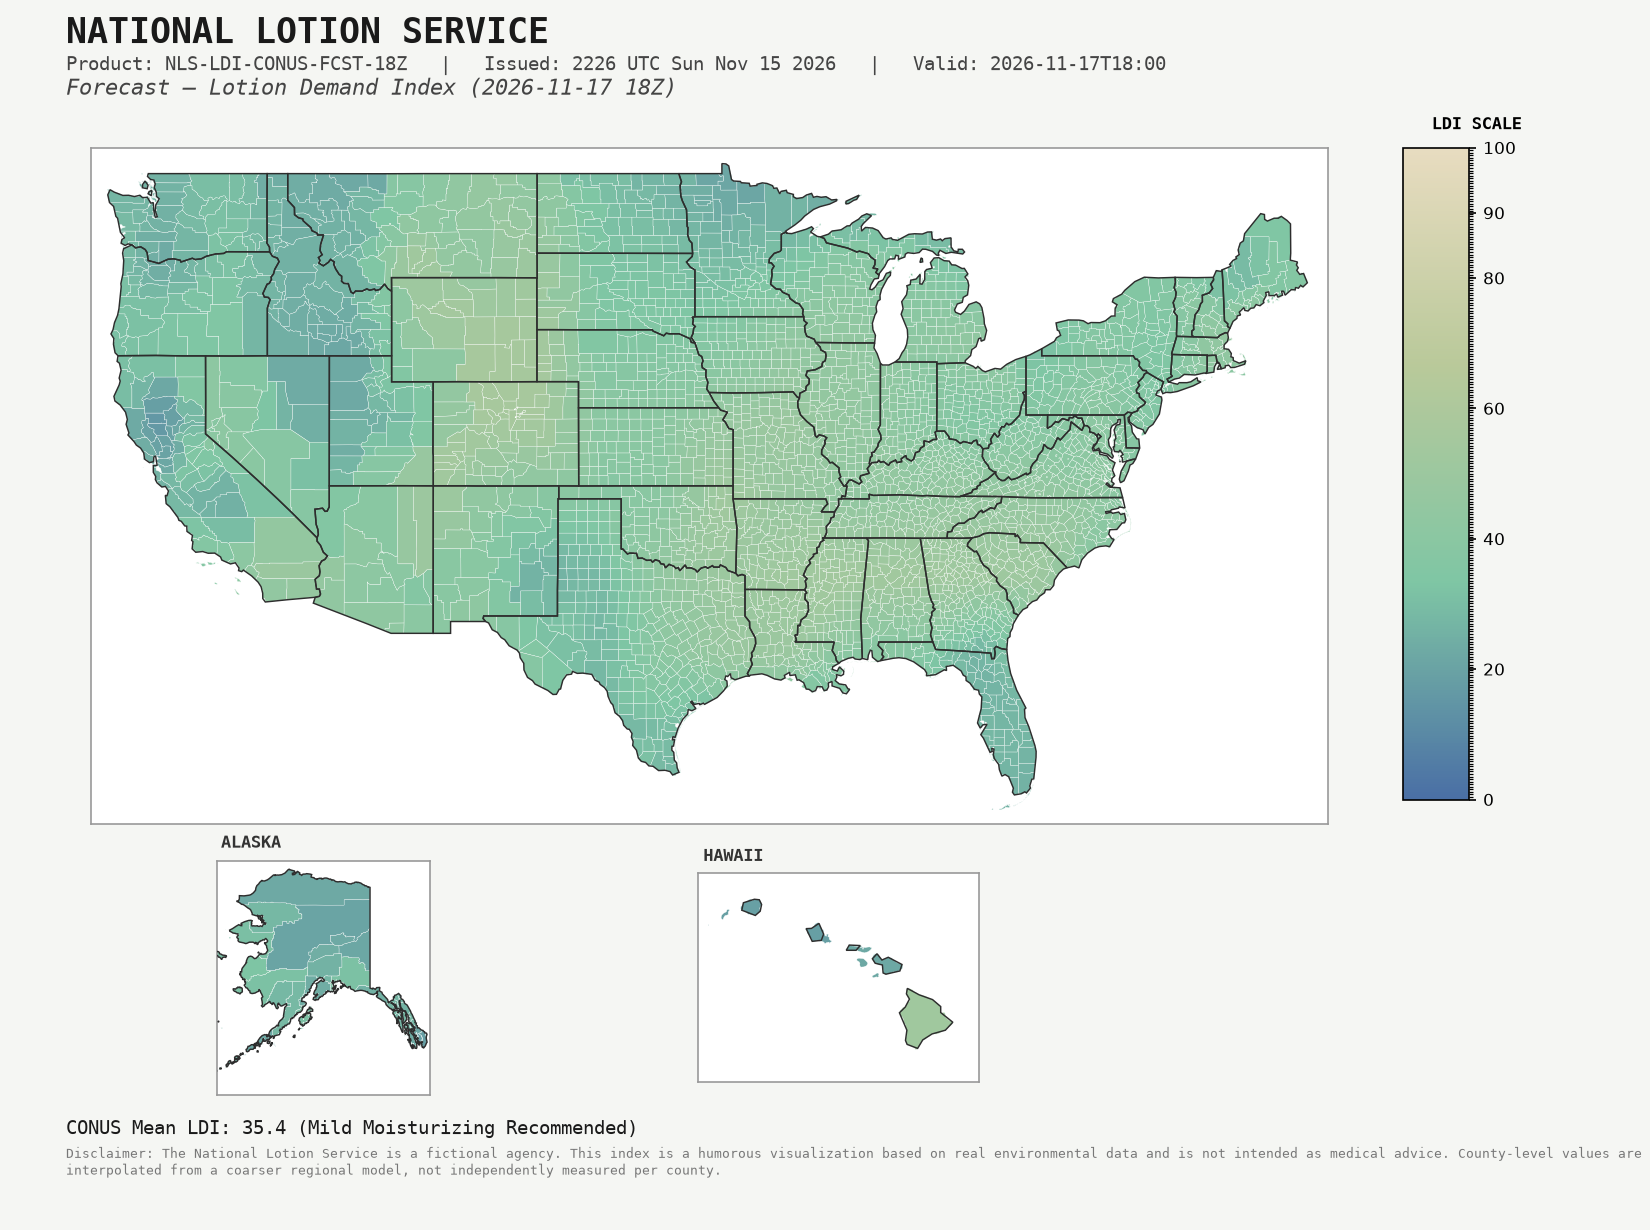 NATIONAL LOTION SERVICE
Product: NLS-LDI-CONUS-FCST-18Z | Issued: 2226 UTC Sun Nov 15 2026 | Valid: 2026-11-17T18:00
Forecast — Lotion Demand Index (2026-11-17 18Z)
LDI SCALE
100
90
80
60
40
20
0
ALASKA
HAWAII
CONUS Mean LDI: 35.4 (Mild Moisturizing Recommended)
Disclaimer: The National Lotion Service is a fictional agency. This index is a humorous visualization based on real environmental data and is not intended as medical advice. County-level values are
interpolated from a coarser regional model, not independently measured per county.